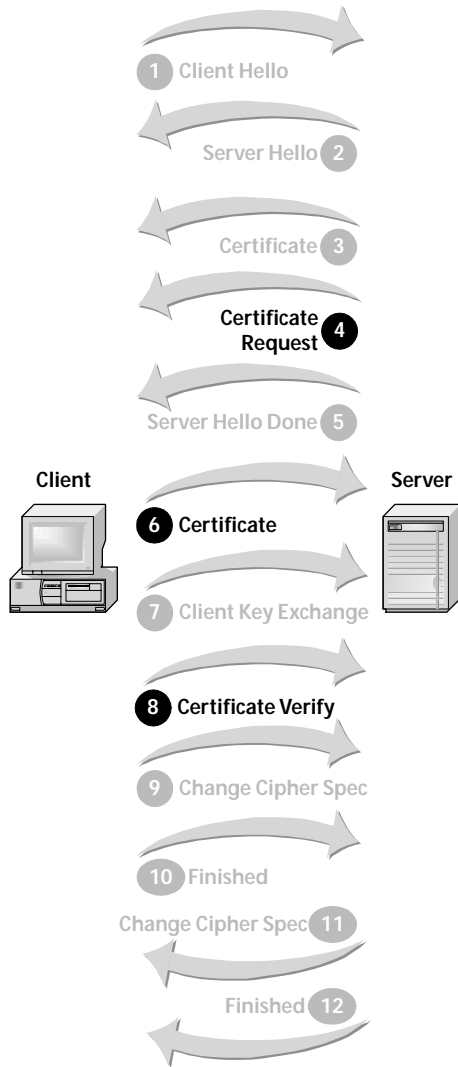 1 Client Hello
Server Hello 2
Certificate 3
Certificate
Request 4
Server Hello Done 5
Client
Server
6 Certificate
7 Client Key Exchange
8 Certificate Verify
9 Change Cipher Spec
10 Finished
Change Cipher Spec 11
Finished 12